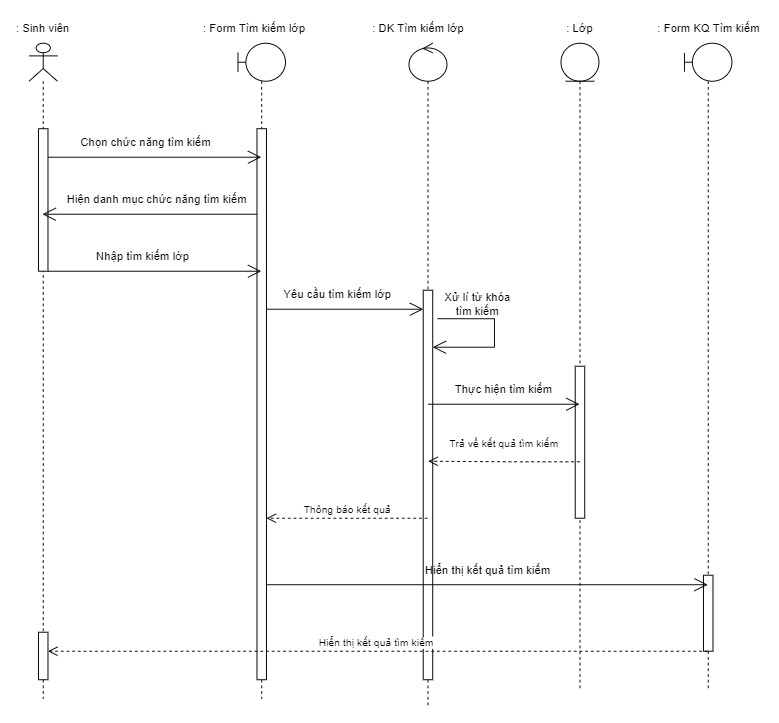 : Sinh viên
: Form Tìm kiếm lớp
: DK Tìm kiếm lớp
: Lớp
: Form KQ Tìm kiếm
Chọn chức năng tìm kiếm
Hiện danh mục chức năng tìm kiếm
Nhập tìm kiếm lớp
Yêu cầu tìm kiếm lớp
Xử lí từ khóa
tìm kiếm
Thực hiện tìm kiếm
Trả về kết quả tìm kiếm
Thông báo kết quả
Hiển thị kết quả tìm kiếm
Hiển thị kết quả tìm kiếm